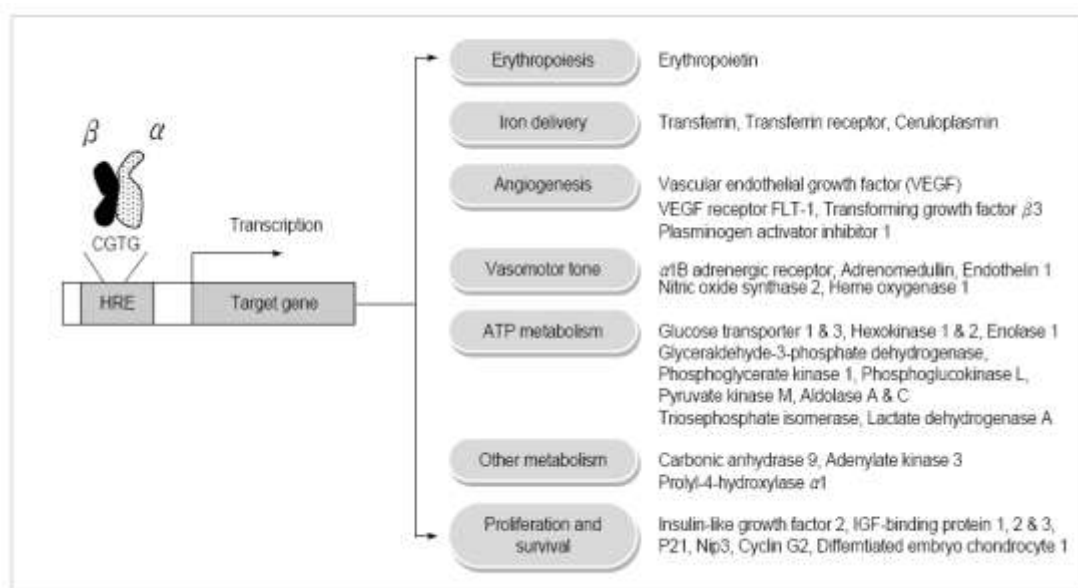 β α
CGTG
Transcription
HRE
Target gene
Erythropoiesis
Erythropoietin
Iron delivery
Transferrin, Transferrin receptor, Ceruloplasmin
Angiogenesis
Vascular endothelial growth factor (VEGF)
VEGF receptor FLT-1, Transforming growth factor β3
Plasminogen activator inhibitor 1
Vasomotor tone
α1B adrenergic receptor, Adrenomedullin, Endothelin 1
Nitric oxide synthase 2, Heme oxygenase 1
ATP metabolism
Glucose transporter 1 & 3, Hexokinase 1 & 2, Enolase 1
Glyceraldehyde-3-phosphate dehydrogenase,
Phosphoglycerate kinase 1, Phosphoglucokinase L,
Pyruvate kinase M, Aldolase A & C
Triosephosphate isomerase, Lactate dehydrogenase A
Other metabolism
Carbonic anhydrase 9, Adenylate kinase 3
Prolyl-4-hydroxylase α1
Proliferation and
survival
Insulin-like growth factor 2, IGF-binding protein 1, 2 & 3,
P21, Nip3, Cyclin G2, Differntiated embryo chondrocyte 1